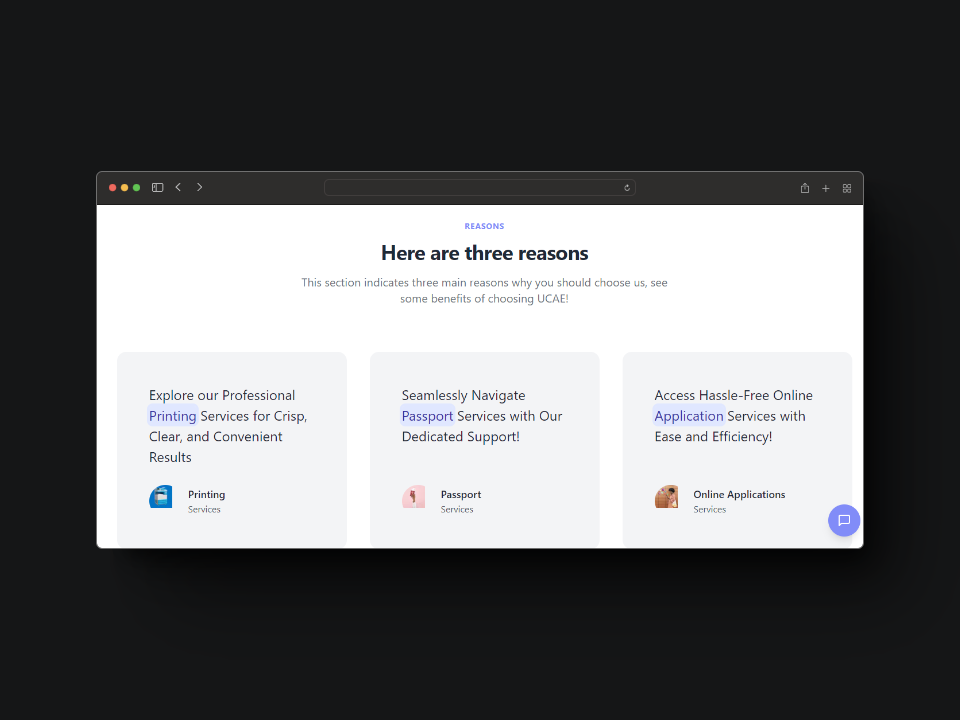 REASONS
Here are three reasons
This section indicates three main reasons why you should choose us, see
some benefits of choosing UCAE!
Explore our Professional
Printing Services for Crisp,
Clear, and Convenient
Results
Printing
Services
Seamlessly Navigate
Passport Services with Our
Dedicated Support!
Passport
Services
Access Hassle-Free Online
Application Services with
Ease and Efficiency!
Online Applications
Services